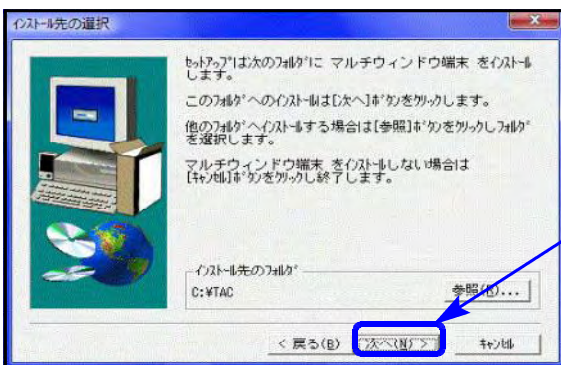 インストール先の選択
セットアップは次のフォルダに マルチウィンドウ端末 をインストール
します。
このフォルダへのインストールは[次へ]ボタンをクリックします。
他のフォルダへインストールする場合は[参照]ボタンをクリックしフォルダ
を選択します。
マルチウィンドウ端末 をインストールしない場合は
[キャンセル]ボタンをクリックし終了します。
インストール先のフォルダ
C:¥TAC
参照(R)...
< 戻る(B)
次へ(N) >
キャンセル